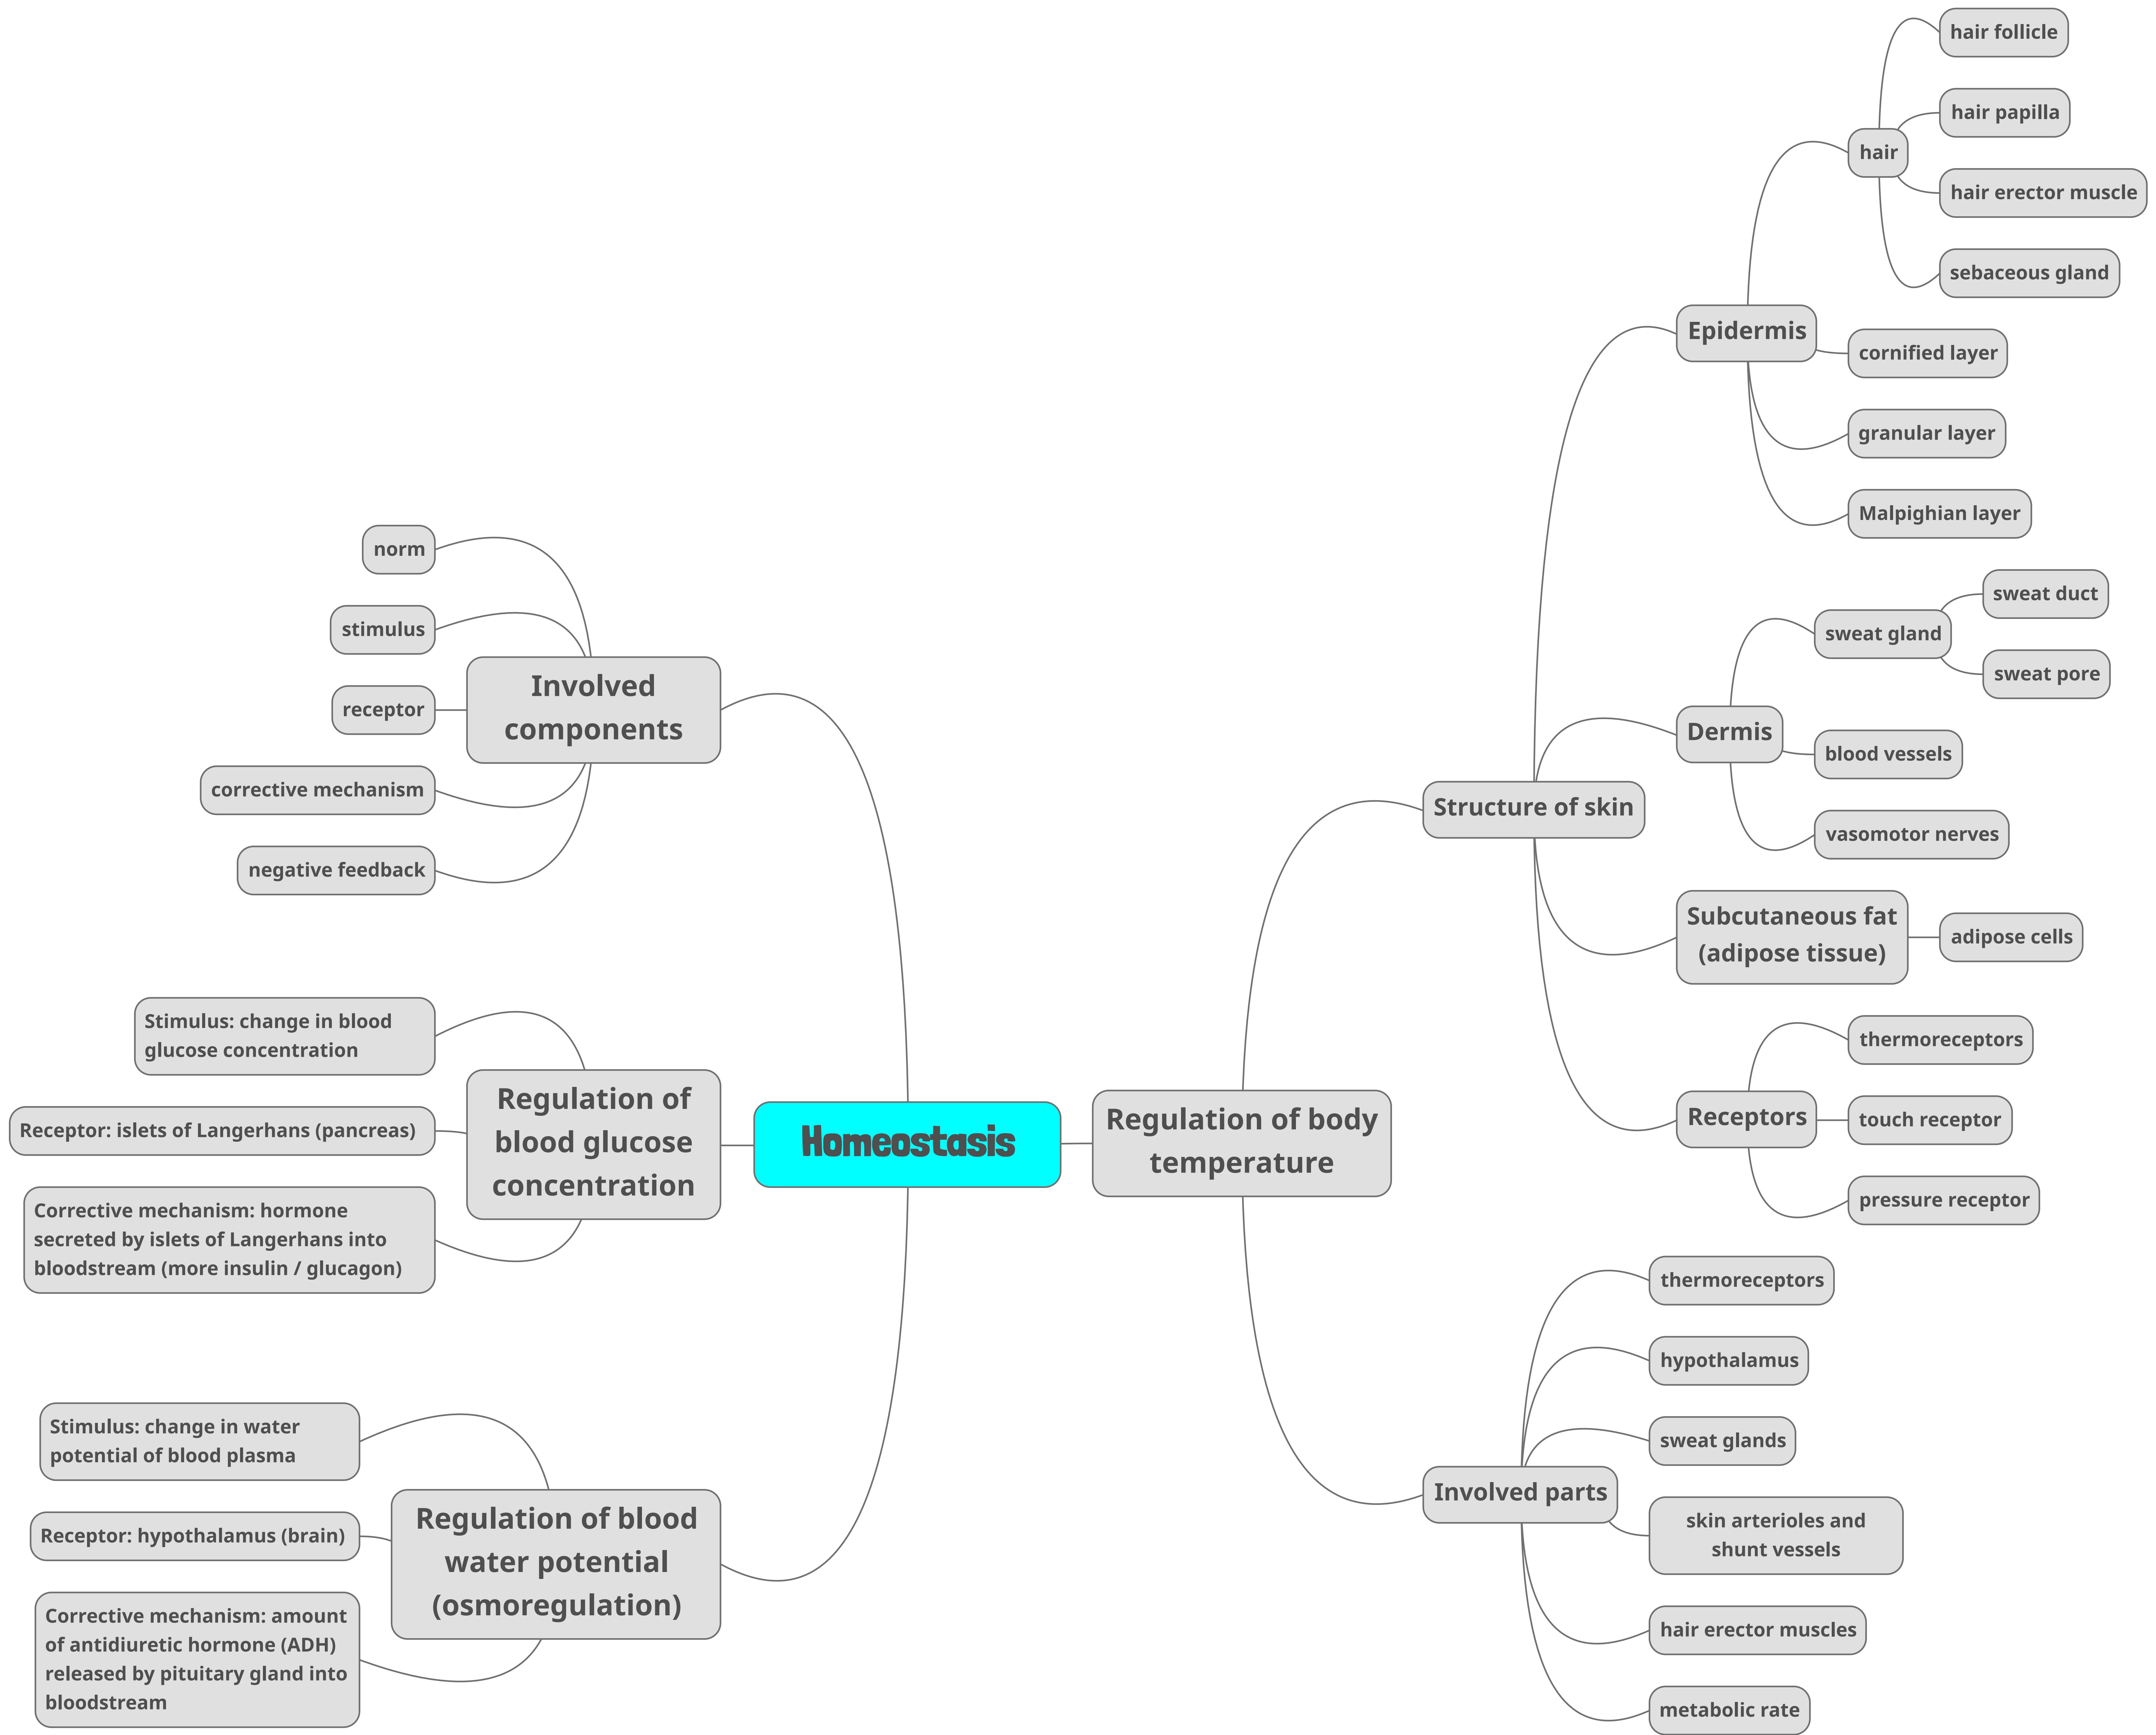 Homeostasis
Involved
components
norm
stimulus
receptor
corrective mechanism
negative feedback
Regulation of
blood glucose
concentration
Stimulus: change in blood
glucose concentration
Receptor: islets of Langerhans (pancreas)
Corrective mechanism: hormone
secreted by islets of Langerhans into
bloodstream (more insulin / glucagon)
Regulation of blood
water potential
(osmoregulation)
Stimulus: change in water
potential of blood plasma
Receptor: hypothalamus (brain)
Corrective mechanism: amount
of antidiuretic hormone (ADH)
released by pituitary gland into
bloodstream
Regulation of body
temperature
Structure of skin
Epidermis
hair
hair follicle
hair papilla
hair erector muscle
sebaceous gland
cornified layer
granular layer
Malpighian layer
Dermis
sweat gland
sweat duct
sweat pore
blood vessels
vasomotor nerves
Subcutaneous fat
(adipose tissue)
adipose cells
Receptors
thermoreceptors
touch receptor
pressure receptor
Involved parts
thermoreceptors
hypothalamus
sweat glands
skin arterioles and
shunt vessels
hair erector muscles
metabolic rate